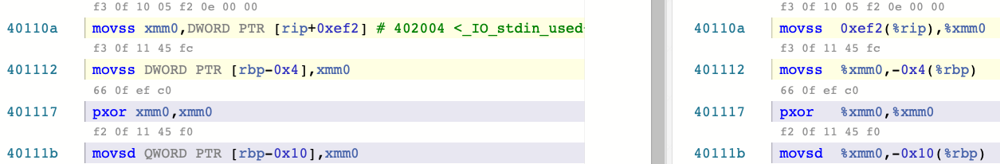 f3 0f 10 05 f2 0e 00 00
40110a movss xmm0,DWORD PTR [rip+0xef2] # 402004 <_IO_stdin_used
f3 0f 11 45 fc
401112 movss DWORD PTR [rbp-0x4],xmm0
66 0f ef c0
401117 pxor xmm0,xmm0
f2 0f 11 45 f0
40111b movsd QWORD PTR [rbp-0x10],xmm0
f3 0f 10 05 f2 0e 00 00
40110a movss 0xef2(%rip),%xmm0
f3 0f 11 45 fc
401112 movss %xmm0,-0x4(%rbp)
66 0f ef c0
401117 pxor %xmm0,%xmm0
f2 0f 11 45 f0
40111b movsd %xmm0,-0x10(%rbp)